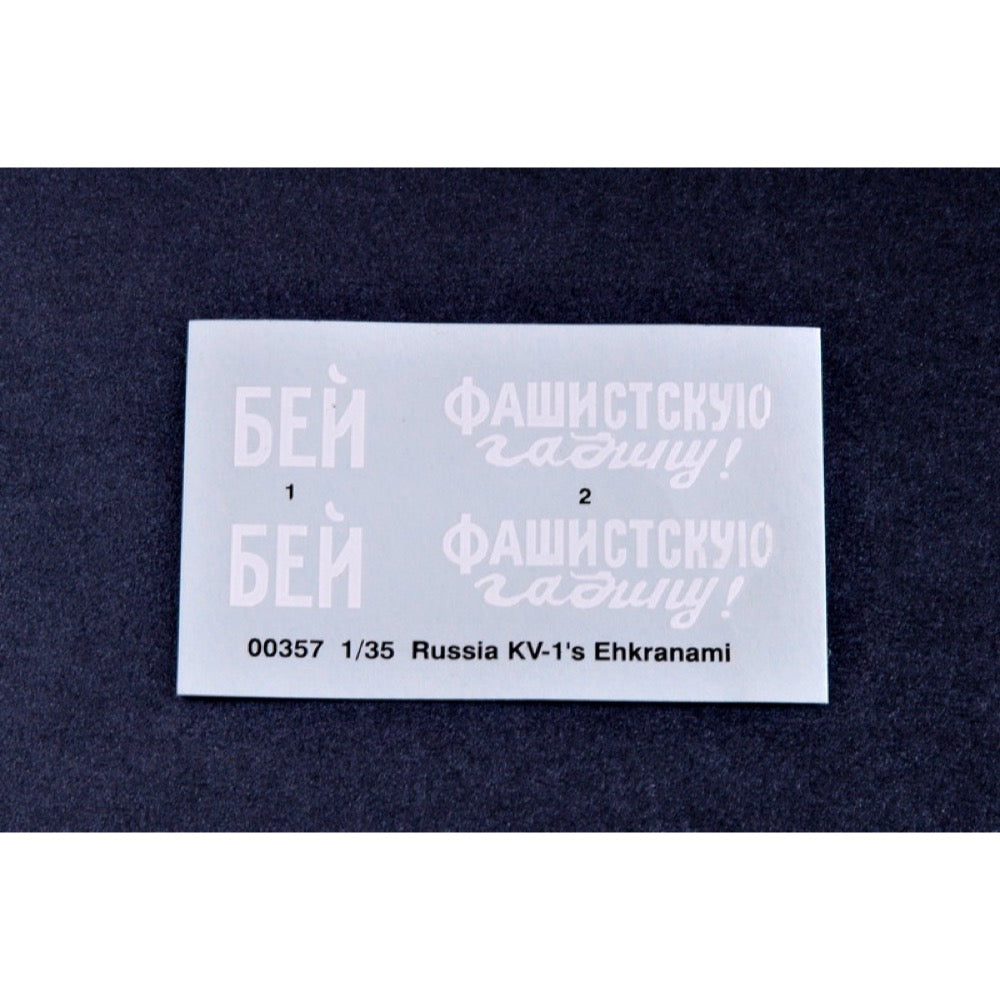 БЕЙ
ФАШИСТСКУЮ
гадину!
1
2
БЕЙ
ФАШИСТСКУЮ
гадину!
00357 1/35 Russia KV-1's Ehkranami